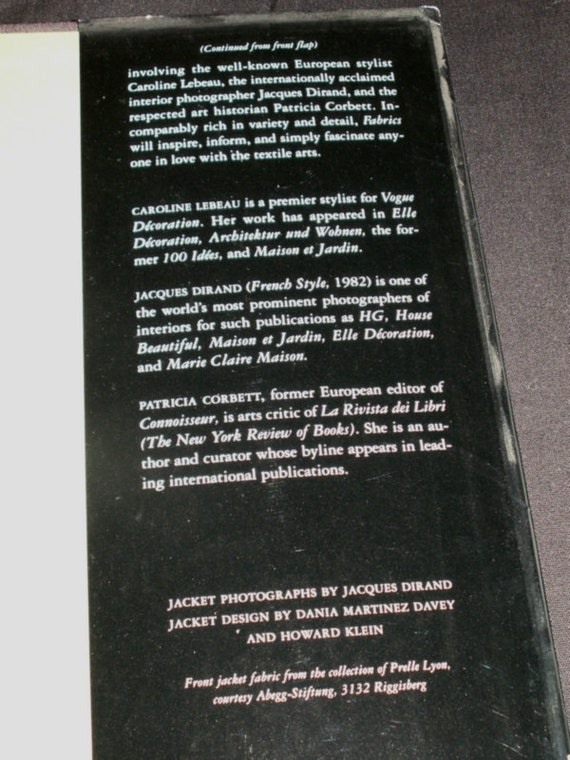 (Continued from front flap)
involving the well-known European stylist
Caroline Lebeau, the internationally acclaimed
interior photographer Jacques Dirand, and the
respected art historian Patricia Corbett. In-
comparably rich in variety and detail, Fabrics
will inspire, inform, and simply fascinate any-
one in love with the textile arts.
CAROLINE LEBEAU is a premier stylist for Vogue
Décoration. Her work has appeared in Elle
Décoration, Architektur und Wohnen, the for-
mer 100 Idées, and Maison et Jardin.
JACQUES DIRAND (French Style, 1982) is one of
the world's most prominent photographers of
interiors for such publications as HG, House
Beautiful, Maison et Jardin, Elle Décoration,
and Marie Claire Maison.
PATRICIA CORBETT, former European editor of
Connoisseur, is arts critic of La Rivista dei Libri
(The New York Review of Books). She is an au-
thor and curator whose byline appears in lead-
ing international publications.
JACKET PHOTOGRAPHS BY JACQUES DIRAND
JACKET DESIGN BY DANIA MARTINEZ DAVEY
AND HOWARD KLEIN
Front jacket fabric from the collection of Prelle Lyon,
courtesy Abegg-Stiftung, 3132 Riggisberg